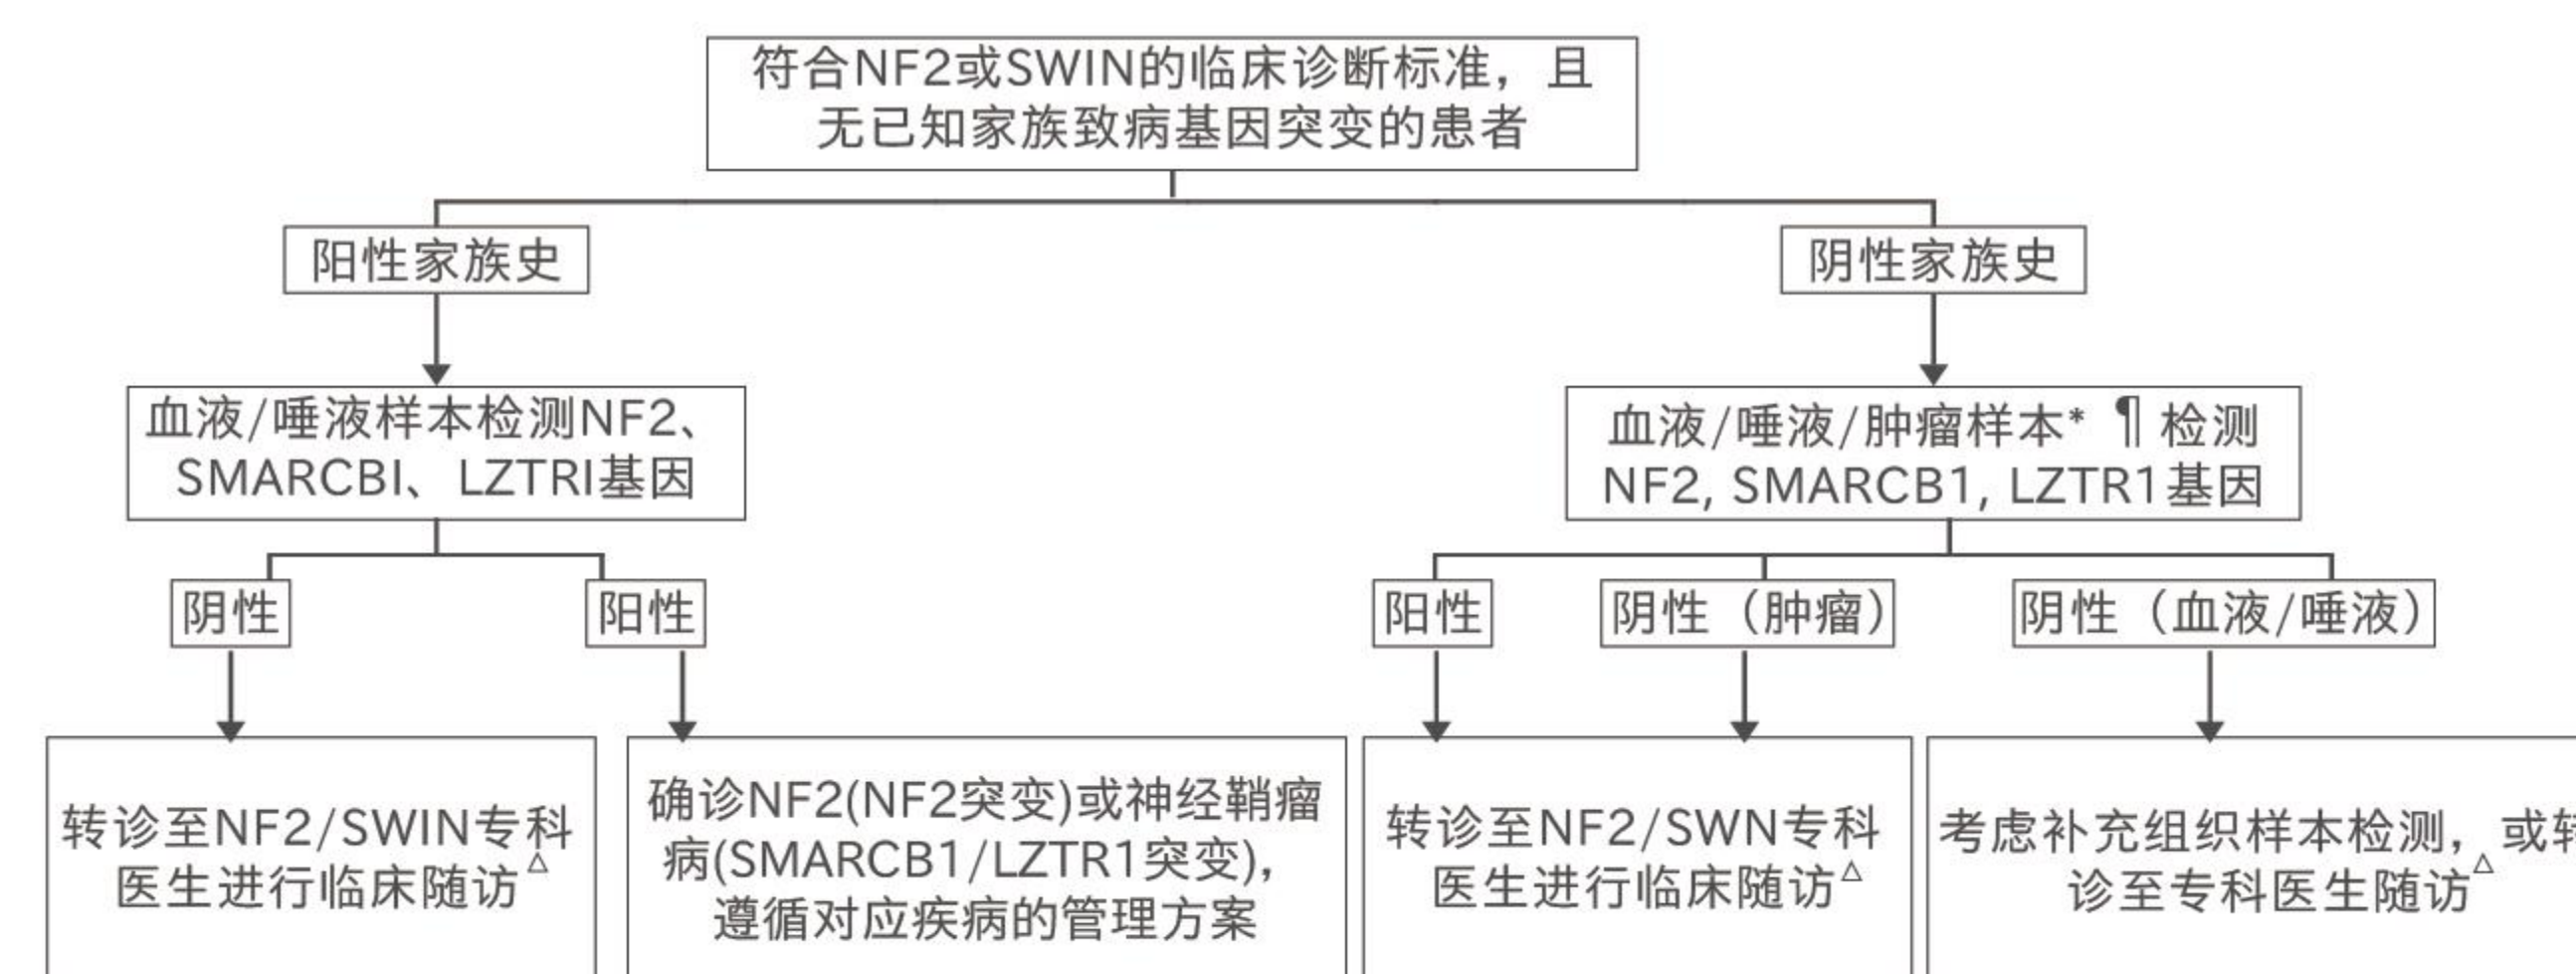 符合NF2或SWIN的临床诊断标准，且
无已知家族致病基因突变的患者
阳性家族史
阴性家族史
血液/唾液样本检测NF2、
SMARCBI、LZTRI基因
血液/唾液/肿瘤样本* ¶ 检测
NF2, SMARCB1, LZTR1基因
阴性
阳性
阳性
阴性（肿瘤）
阴性（血液/唾液）
转诊至NF2/SWIN专科
医生进行临床随访△
确诊NF2(NF2突变)或神经鞘瘤
病(SMARCB1/LZTR1突变)，
遵循对应疾病的管理方案
转诊至NF2/SWN专科
医生进行临床随访△
考虑补充组织样本检测，或转
诊至专科医生随访△